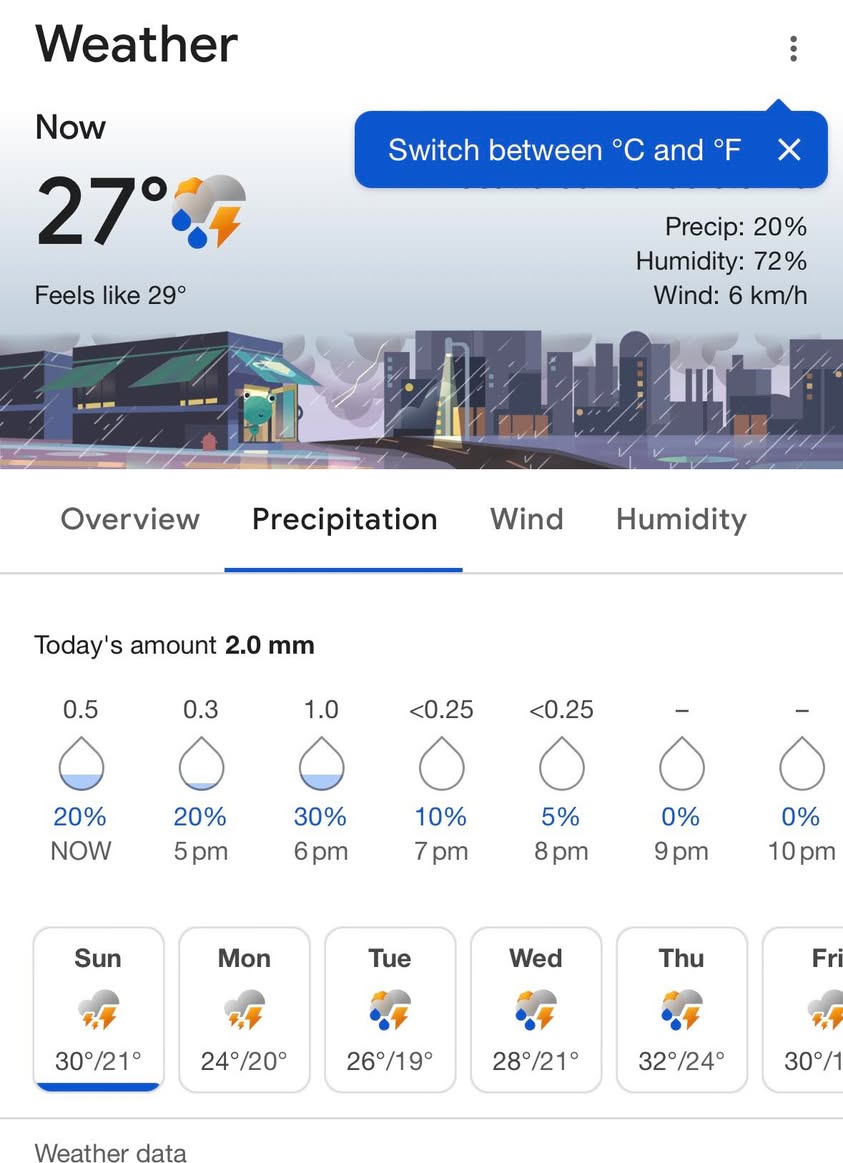 Weather
Now
Switch between °C and °F
27°
Precip: 20%
Humidity: 72%
Feels like 29°
Wind: 6 km/h
Overview Precipitation Wind Humidity
Today's amount 2.0 mm
0.5 0.3 1.0 <0.25 <0.25 – –
20% 20% 30% 10% 5% 0% 0%
NOW 5 pm 6 pm 7 pm 8 pm 9 pm 10 pm
Sun Mon Tue Wed Thu Fri
30°/21° 24°/20° 26°/19° 28°/21° 32°/24° 30°/1
Weather data